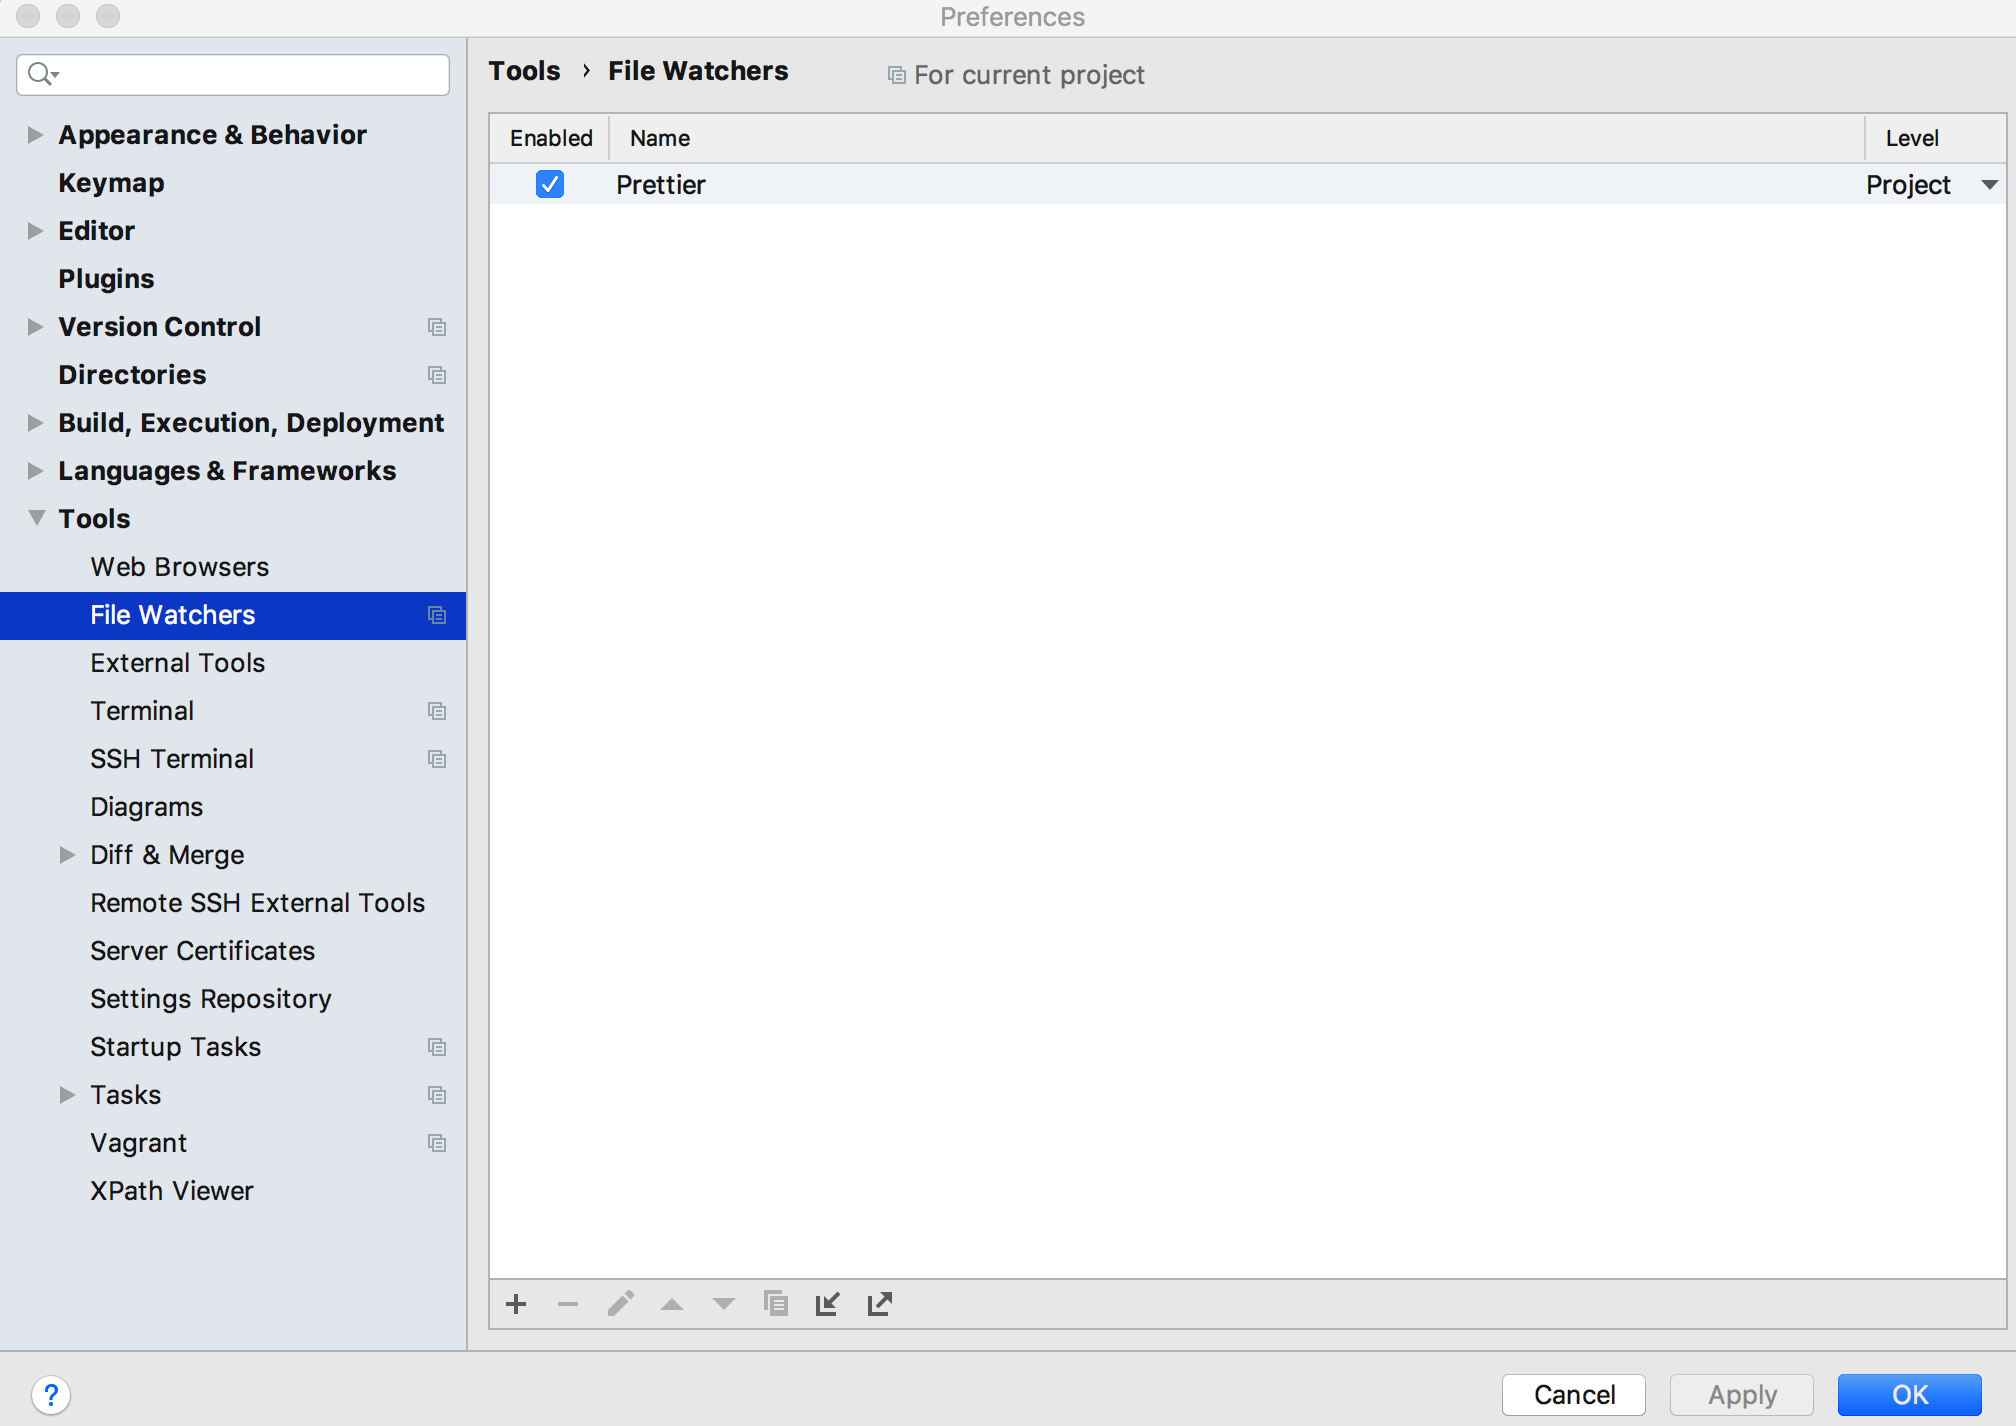 Preferences
Tools › File Watchers
For current project
Appearance & Behavior
Keymap
Editor
Plugins
Version Control
Directories
Build, Execution, Deployment
Languages & Frameworks
Tools
Web Browsers
File Watchers
External Tools
Terminal
SSH Terminal
Diagrams
Diff & Merge
Remote SSH External Tools
Server Certificates
Settings Repository
Startup Tasks
Tasks
Vagrant
XPath Viewer
Enabled Name Level
Prettier Project
?
Cancel Apply OK